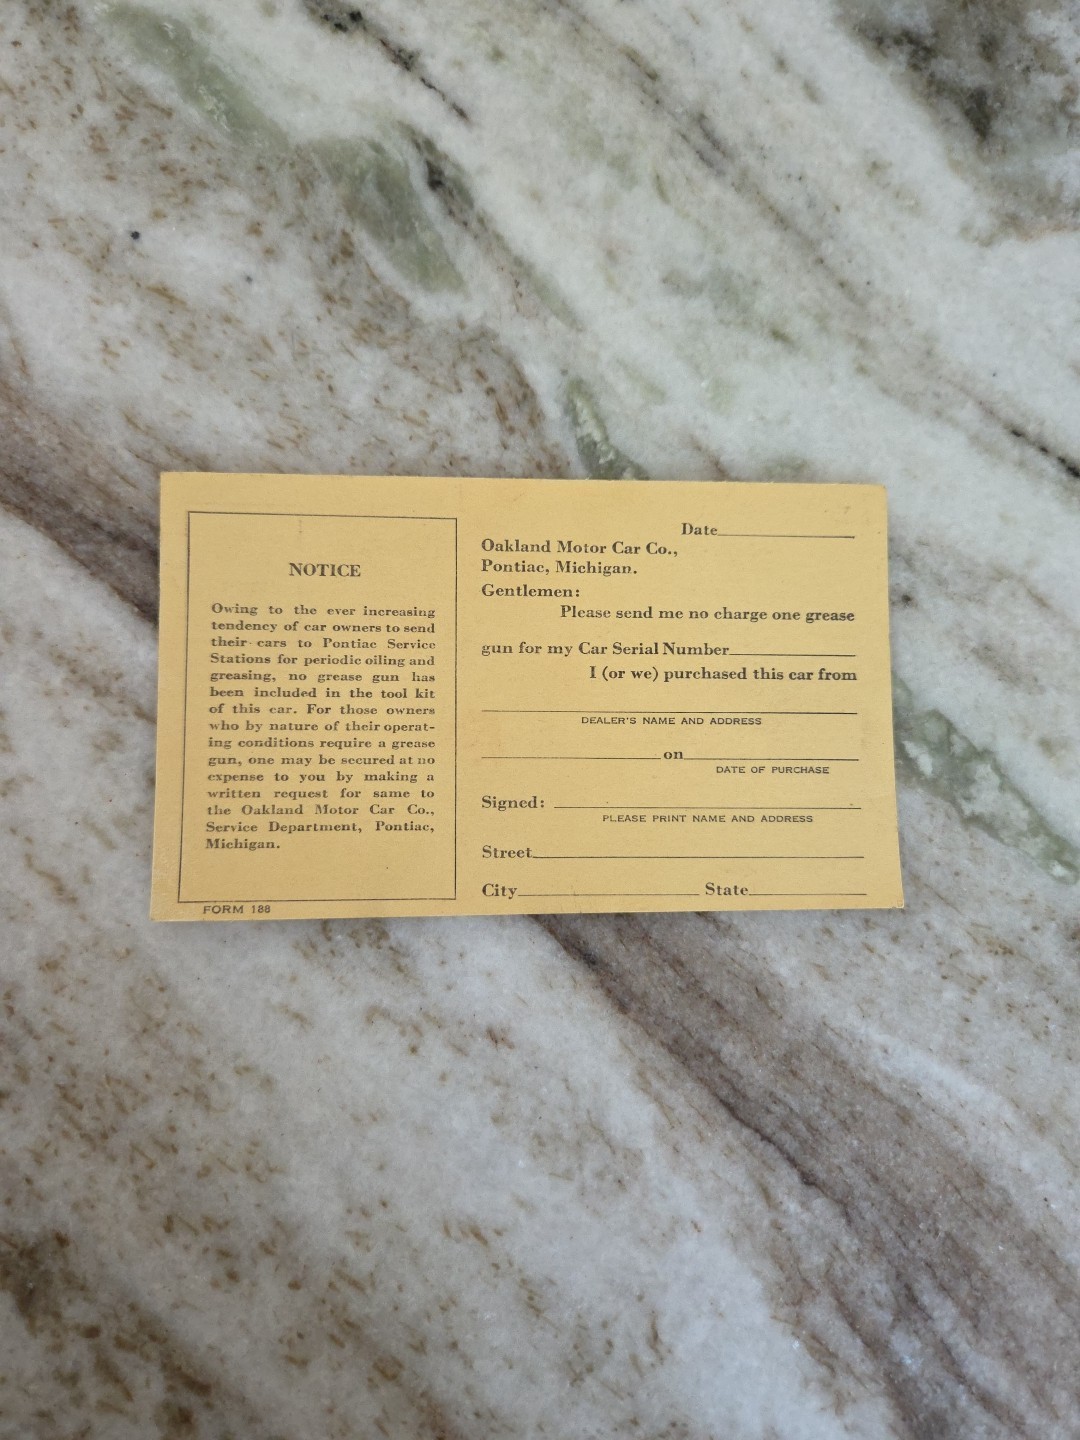 NOTICE
Owing to the ever increasing
tendency of car owners to send
their cars to Pontiac Service
Stations for periodic oiling and
greasing, no grease gun has
been included in the tool kit
of this car. For those owners
who by nature of their operat-
ing conditions require a grease
gun, one may be secured at no
expense to you by making a
written request for same to
the Oakland Motor Car Co.,
Service Department, Pontiac,
Michigan.
FORM 188
Date
Oakland Motor Car Co.,
Pontiac, Michigan.
Gentlemen:
Please send me no charge one grease
gun for my Car Serial Number
I (or we) purchased this car from
DEALER'S NAME AND ADDRESS
on
DATE OF PURCHASE
Signed:
PLEASE PRINT NAME AND ADDRESS
Street
City State